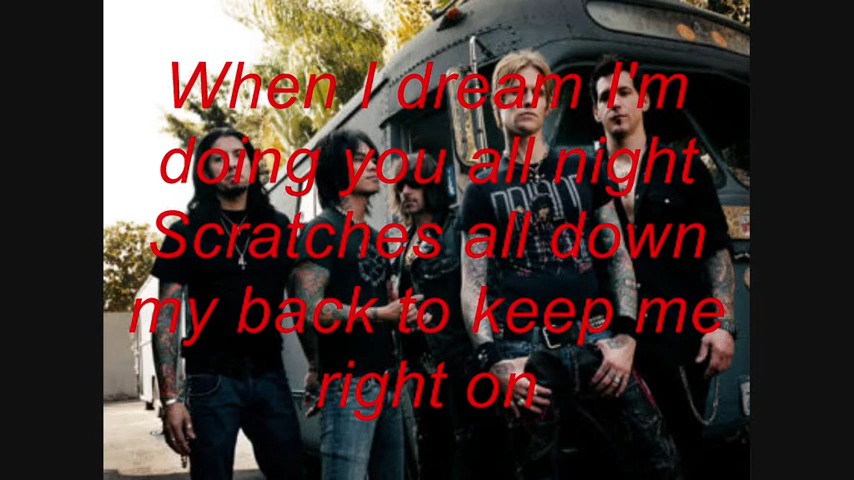 When I dream I'm
doing you all night
Scratches all down
my back to keep me
right on